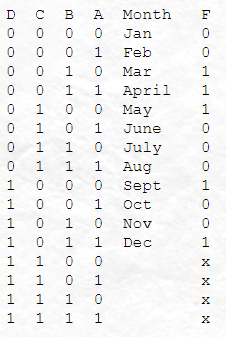 D C B A Month F
0 0 0 0 Jan 0
0 0 0 1 Feb 0
0 0 1 0 Mar 1
0 0 1 1 April 1
0 1 0 0 May 1
0 1 0 1 June 0
0 1 1 0 July 0
0 1 1 1 Aug 0
1 0 0 0 Sept 1
1 0 0 1 Oct 0
1 0 1 0 Nov 0
1 0 1 1 Dec 1
1 1 0 0 x
1 1 0 1 x
1 1 1 0 x
1 1 1 1 x